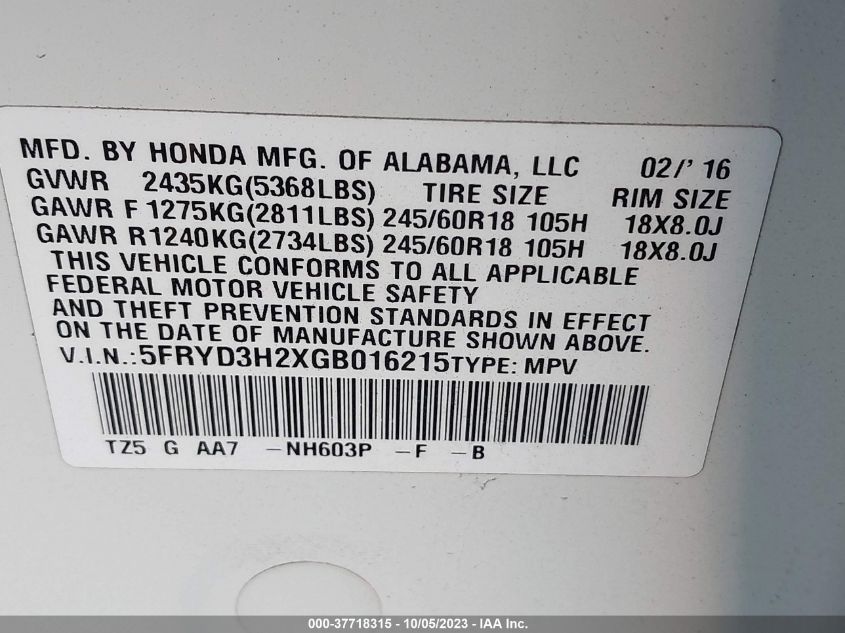 MFD. BY HONDA MFG. OF ALABAMA, LLC 02/' 16
GVWR 2435KG(5368LBS) TIRE SIZE RIM SIZE
GAWR F 1275KG(2811LBS) 245/60R18 105H 18X8.0J
GAWR R1240KG(2734LBS) 245/60R18 105H 18X8.0J
THIS VEHICLE CONFORMS TO ALL APPLICABLE
FEDERAL MOTOR VEHICLE SAFETY
AND THEFT PREVENTION STANDARDS IN EFFECT
ON THE DATE OF MANUFACTURE SHOWN ABOVE.
V.I.N.:5FRYD3H2XGB016215TYPE: MPV
TZ5 G AA7 -NH603P -F -B
000-37718315 - 10/05/2023 - IAA Inc.